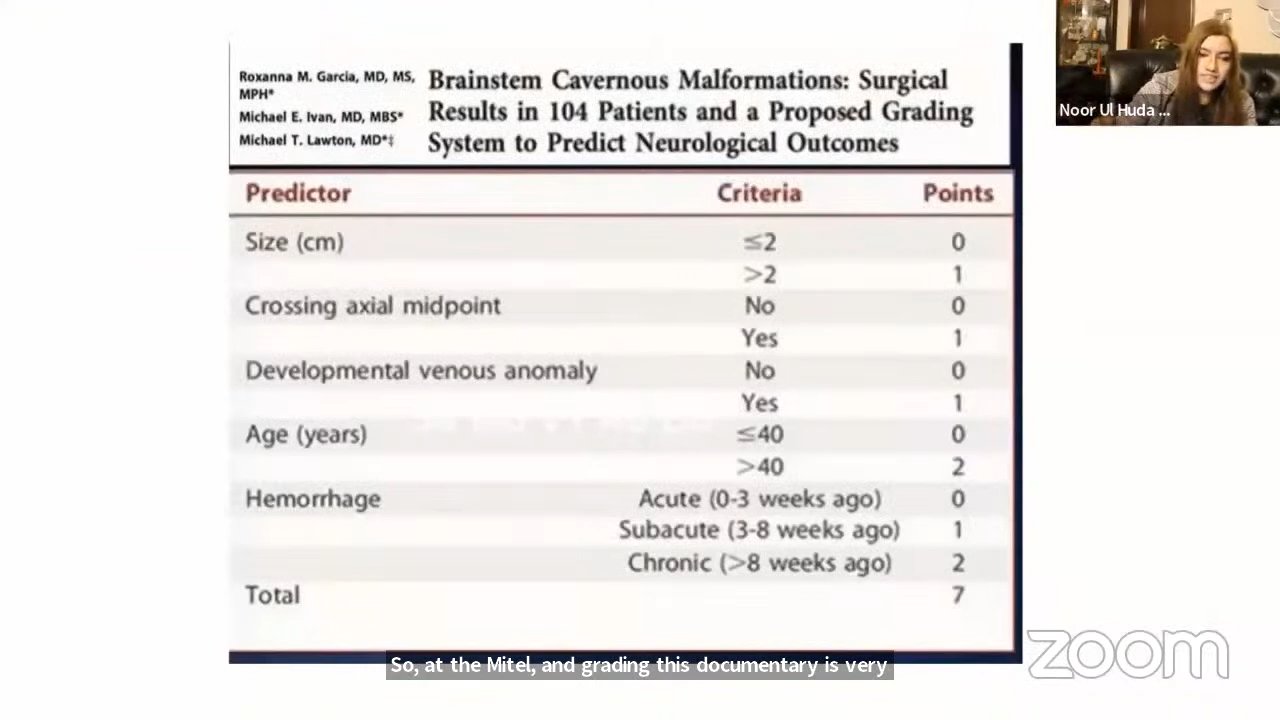 Roxanna M. Garcia, MD, MS,
MPH*
Michael E. Ivan, MD, MBS*
Michael T. Lawton, MD*‡
Brainstem Cavernous Malformations: Surgical
Results in 104 Patients and a Proposed Grading
System to Predict Neurological Outcomes
Noor Ul Huda ...
Predictor Criteria Points
Size (cm) ≤2 0
>2 1
Crossing axial midpoint No 0
Yes 1
Developmental venous anomaly No 0
Yes 1
Age (years) ≤40 0
>40 2
Hemorrhage Acute (0-3 weeks ago) 0
Subacute (3-8 weeks ago) 1
Chronic (>8 weeks ago) 2
Total 7
So, at the Mitel, and grading this documentary is very
zoom